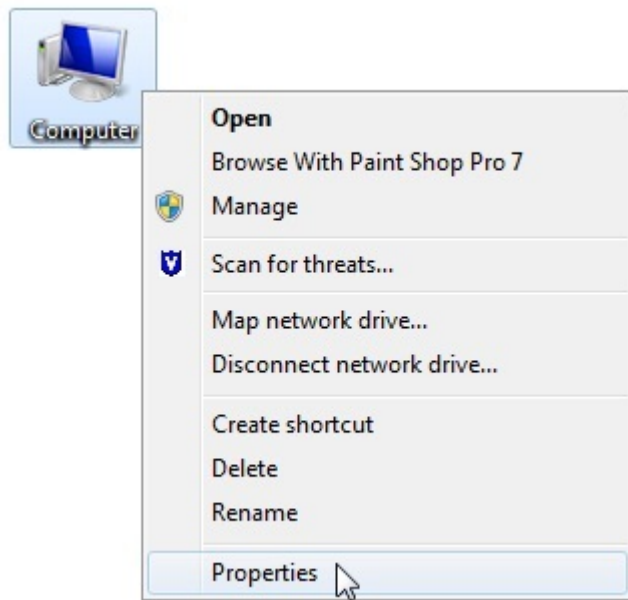 Computer
Open
Browse With Paint Shop Pro 7
Manage
Scan for threats...
Map network drive...
Disconnect network drive...
Create shortcut
Delete
Rename
Properties